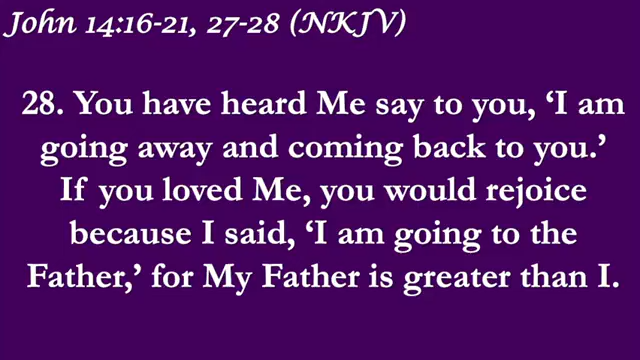 John 14:16-21, 27-28 (NKJV)
28. You have heard Me say to you, ‘I am
going away and coming back to you.’
If you loved Me, you would rejoice
because I said, ‘I am going to the
Father,’ for My Father is greater than I.